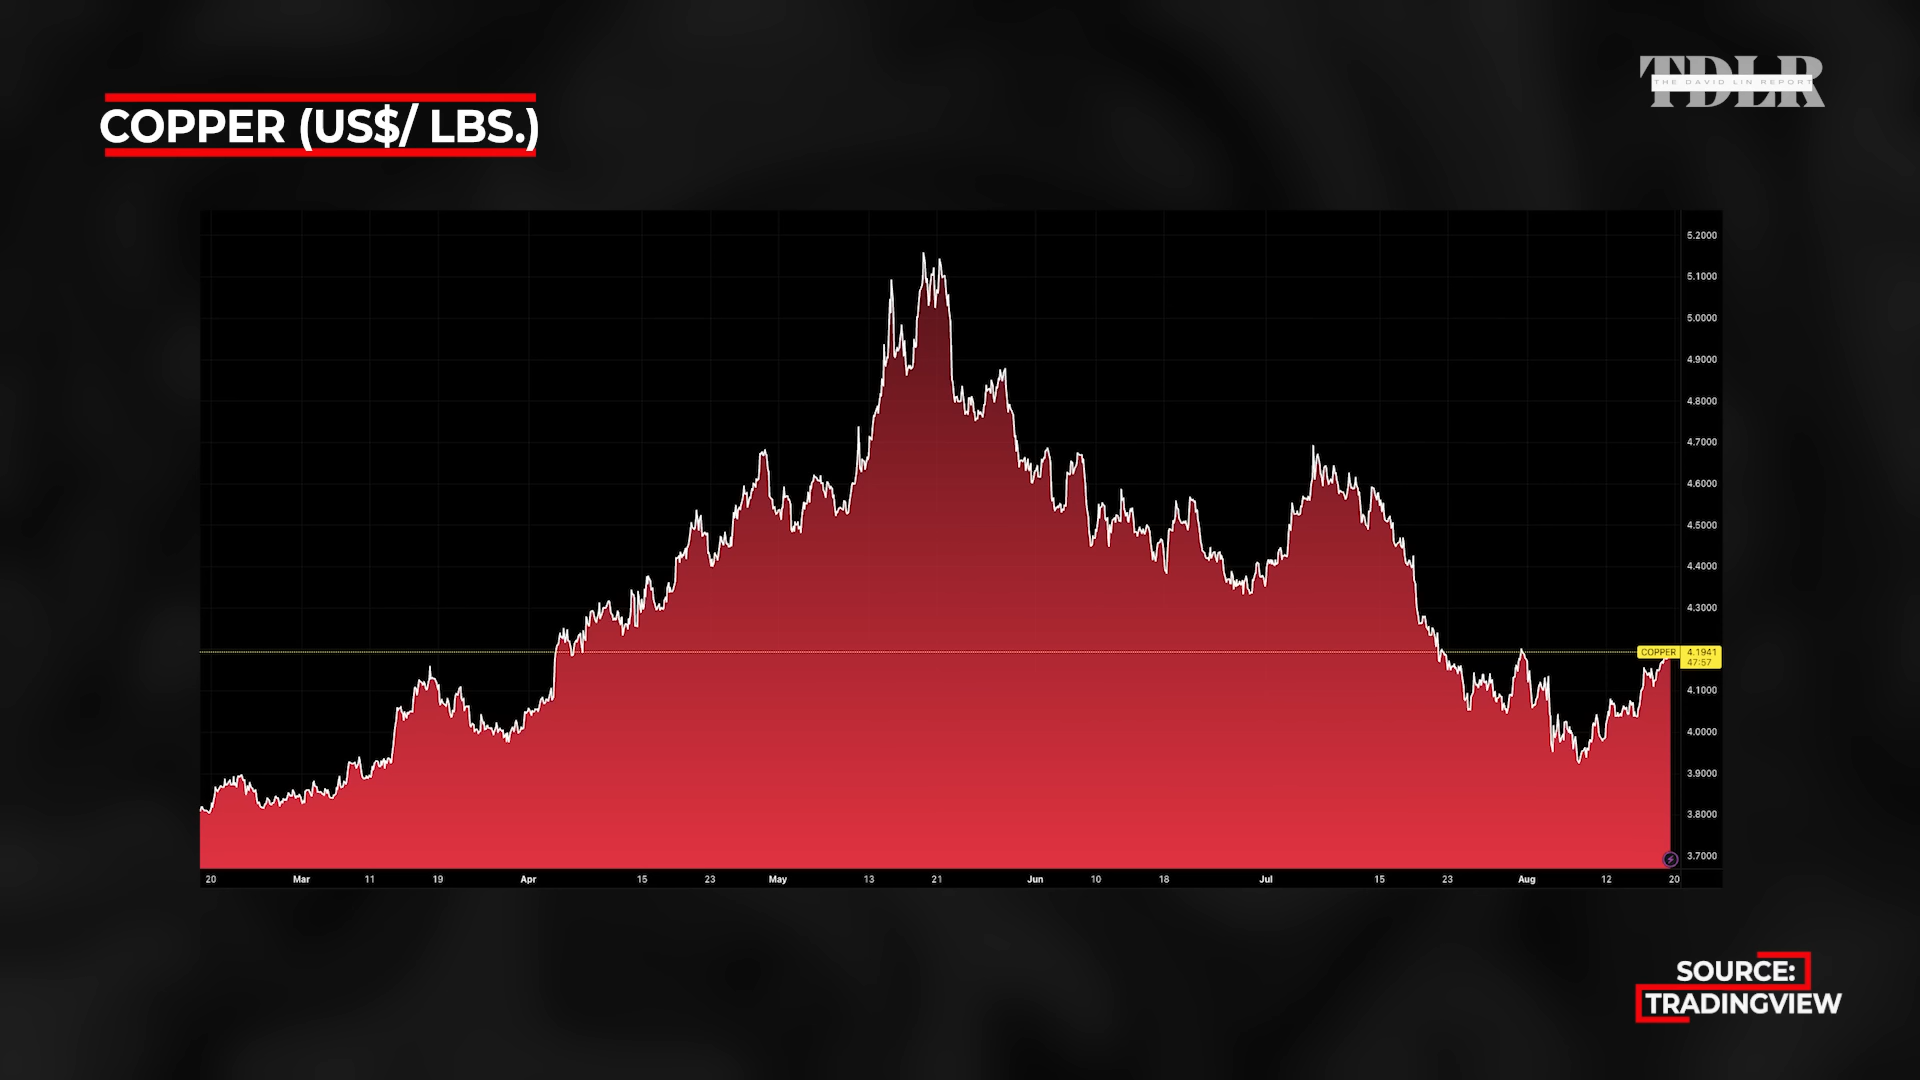 COPPER (US$/ LBS.)
TDLR
THE DAVID LIN REPORT
5.2000
5.1000
5.0000
4.9000
4.8000
4.7000
4.6000
4.5000
4.4000
4.3000
COPPER 4.1941
47:57
4.1000
4.0000
3.9000
3.8000
3.7000
20 Mar 11 19 Apr 15 23 May 13 21 Jun 10 18 Jul 15 23 Aug 12 20
SOURCE:
TRADINGVIEW